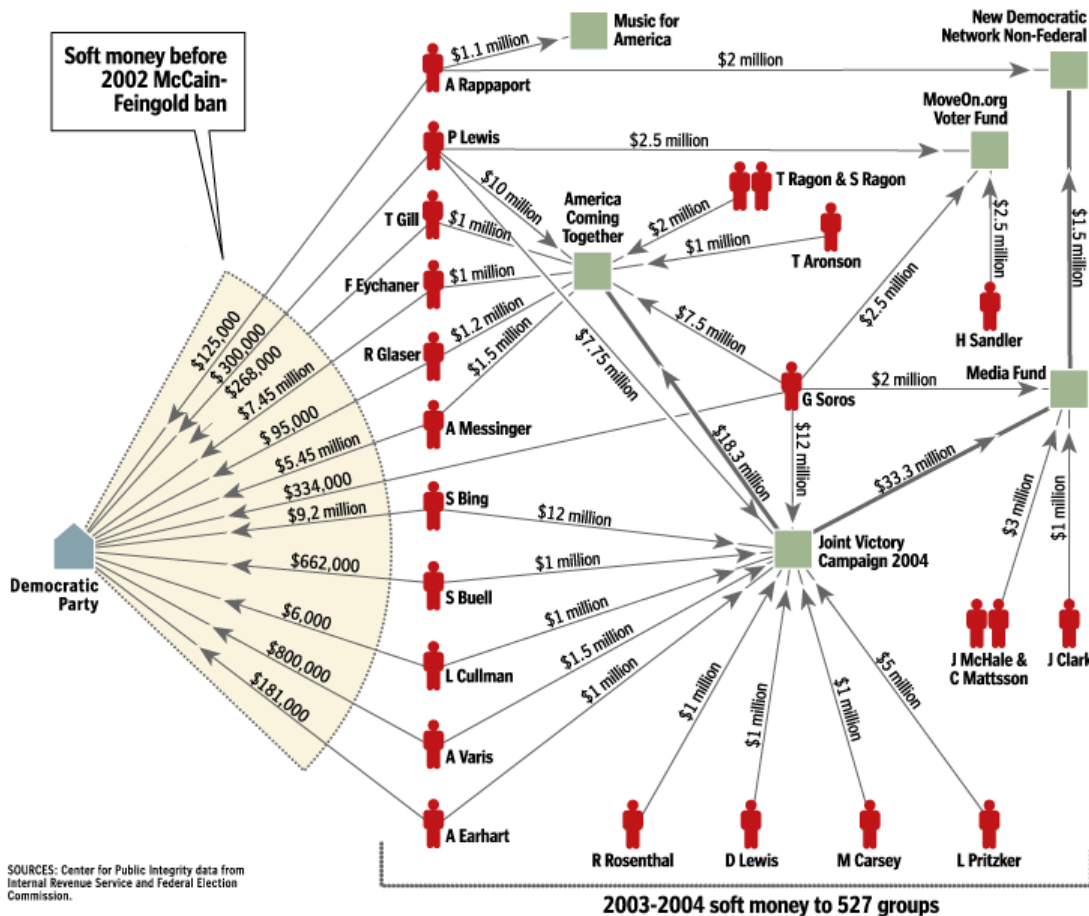 Soft money before
2002 McCain-
Feingold ban
Music for
America
New Democratic
Network Non-Federal
$1.1 million
$2 million
A Rappaport
MoveOn.org
Voter Fund
P Lewis
$2.5 million
T Ragon & S Ragon
$10 million
America
Coming
Together
T Gill
$1 million
$2 million
$1 million
T Aronson
$2.5 million
$1.5 million
F Eychaner
$1 million
$2.5 million
$7.5 million
H Sandler
R Glaser
$1.2 million
$1.5 million
$7.75 million
$125,000
$ 300,000
$268,000
$7.45 million
$ 95,000
$5.45 million
$334,000
$9,2 million
$662,000
$6,000
$800,000
$181,000
Democratic
Party
G Soros
$2 million
Media Fund
A Messinger
$18.3 million
$12 million
$33.3 million
S Bing
$12 million
$3 million
$1 million
Joint Victory
Campaign 2004
S Buell
$1 million
L Cullman
$1 million
J McHale &
C Mattsson
J Clark
A Varis
$1.5 million
A Earhart
$1 million
$1 million
$1 million
$1 million
$5 million
R Rosenthal
D Lewis
M Carsey
L Pritzker
SOURCES: Center for Public Integrity data from
Internal Revenue Service and Federal Election
Commission.
2003-2004 soft money to 527 groups